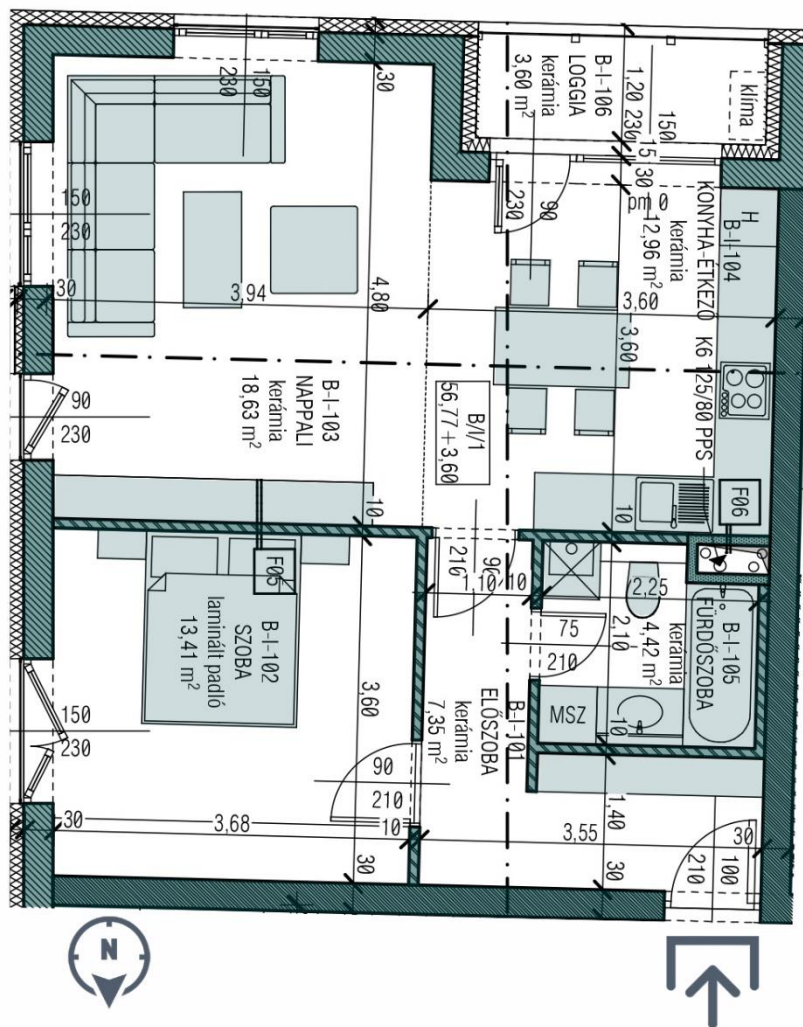 B-I-106
LOGGIA
kerámia
3,60 m²
klíma
1,20
230
150
15
30
30
150
230
150
230
90
230
pm 0
B-I-104
KONYHA-ÉTKEZŐ
kerámia
12,96 m²
K6 125/80 PPS
H
30
3,94
4,80
3,60
3,60
B-I-103
NAPPALI
kerámia
18,63 m²
90
230
B/I/1
56,77+3,60
F06
10
10
90
210
F05
1,10
10
2,25
B-I-102
SZOBA
laminált padló
13,41 m²
B-I-105
FÜRDŐSZOBA
kerámia
4,42 m²
75
210
2,10
MSZ
10
B-I-101
ELŐSZOBA
kerámia
7,35 m²
3,60
150
230
90
210
1,40
30
3,68
10
3,55
30
30
30
100
210
N